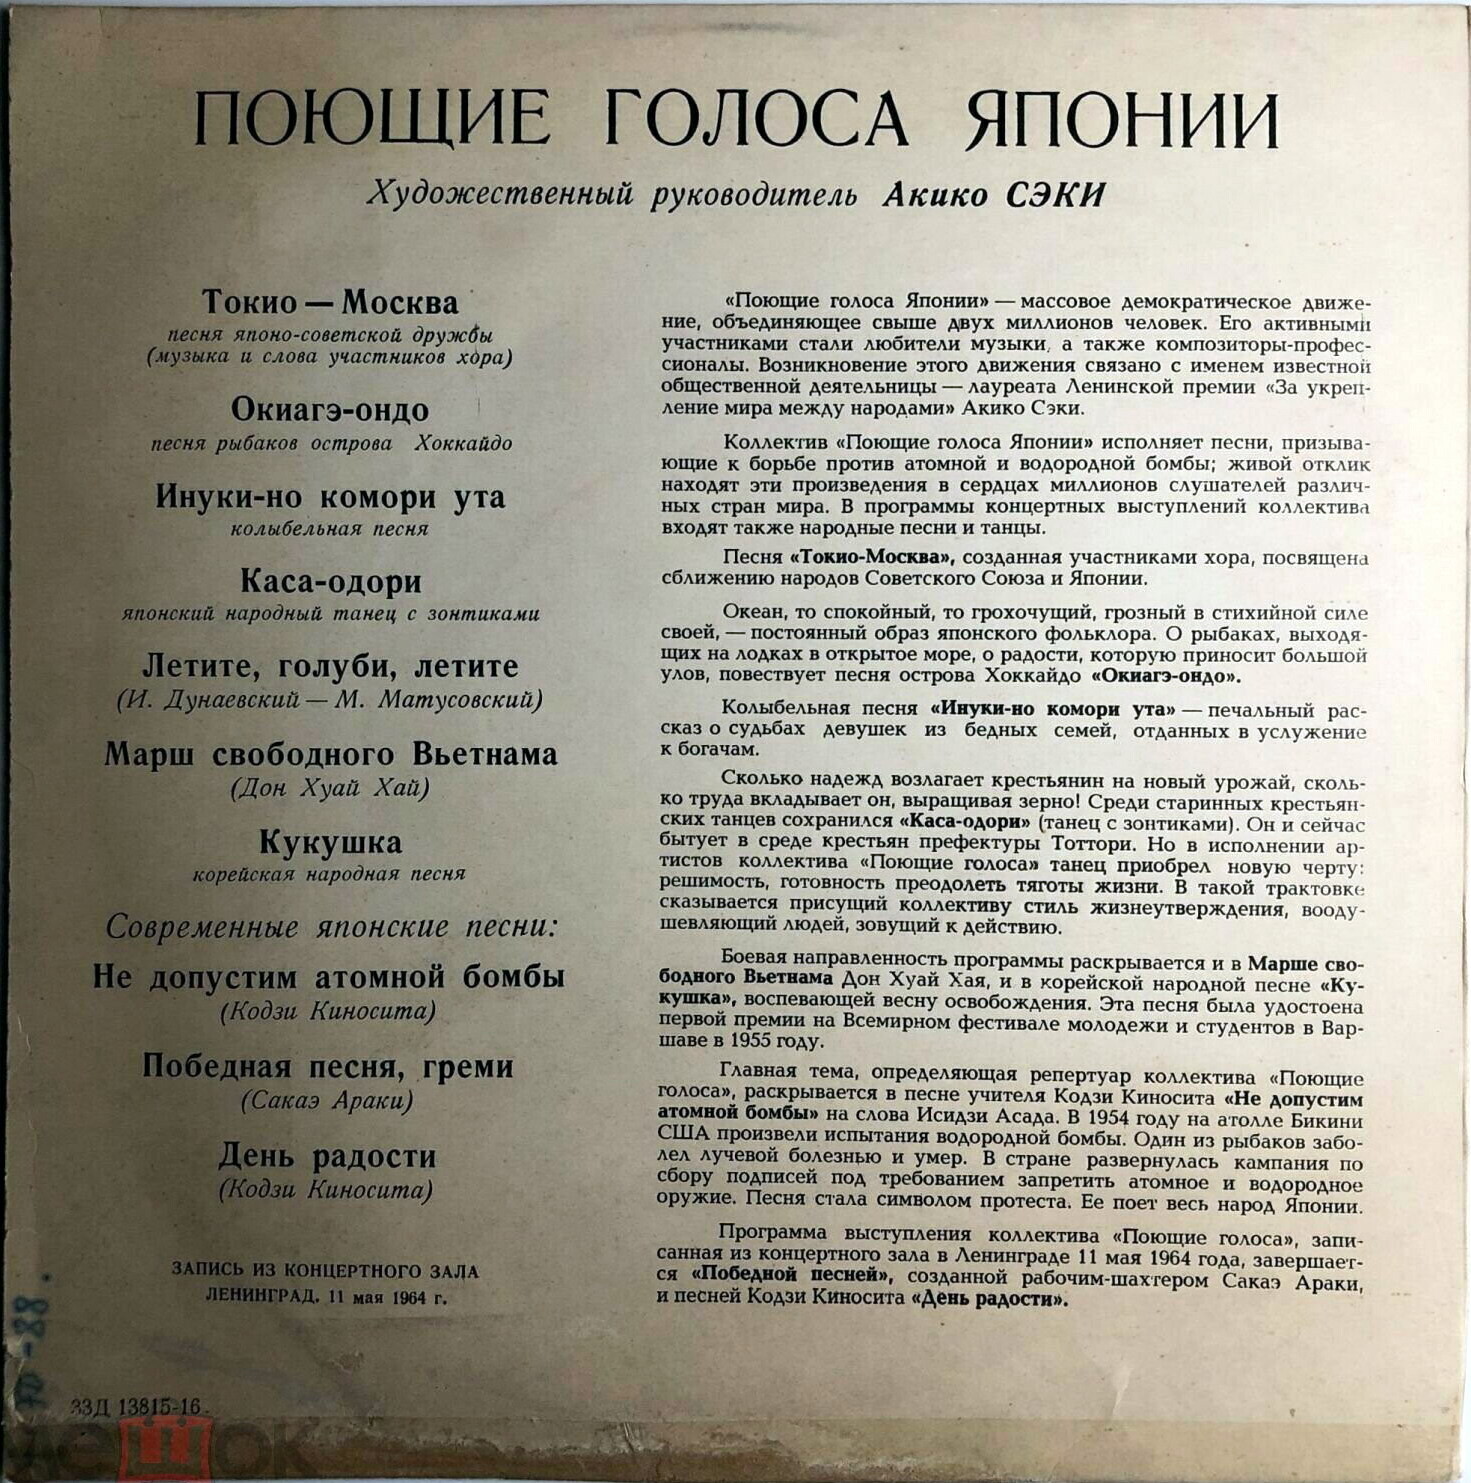 ПОЮЩИЕ ГОЛОСА ЯПОНИИ
Художественный руководитель Акико СЭКИ
Токио — Москва
песня японо-советской дружбы
(музыка и слова участников хора)
Окиагэ-ондо
песня рыбаков острова Хоккайдо
Инуки-но комори ута
колыбельная песня
Каса-одори
японский народный танец с зонтиками
Летите, голуби, летите
(И. Дунаевский — М. Матусовский)
Марш свободного Вьетнама
(Дон Хуай Хай)
Кукушка
корейская народная песня
Современные японские песни:
Не допустим атомной бомбы
(Кодзи Киносита)
Победная песня, греми
(Сакаэ Араки)
День радости
(Кодзи Киносита)
ЗАПИСЬ ИЗ КОНЦЕРТНОГО ЗАЛА
ЛЕНИНГРАД. 11 мая 1964 г.
«Поющие голоса Японии» — массовое демократическое движе-
ние, объединяющее свыше двух миллионов человек. Его активными
участниками стали любители музыки, а также композиторы-профес-
сионалы. Возникновение этого движения связано с именем известной
общественной деятельницы — лауреата Ленинской премии «За укреп-
ление мира между народами» Акико Сэки.
Коллектив «Поющие голоса Японии» исполняет песни, призыва-
ющие к борьбе против атомной и водородной бомбы; живой отклик
находят эти произведения в сердцах миллионов слушателей различ-
ных стран мира. В программы концертных выступлений коллектива
входят также народные песни и танцы.
Песня «Токио-Москва», созданная участниками хора, посвящена
сближению народов Советского Союза и Японии.
Океан, то спокойный, то грохочущий, грозный в стихийной силе
своей, — постоянный образ японского фольклора. О рыбаках, выходя-
щих на лодках в открытое море, о радости, которую приносит большой
улов, повествует песня острова Хоккайдо «Окиагэ-ондо».
Колыбельная песня «Инуки-но комори ута» — печальный рас-
сказ о судьбах девушек из бедных семей, отданных в услужение
к богачам.
Сколько надежд возлагает крестьянин на новый урожай, сколь-
ко труда вкладывает он, выращивая зерно! Среди старинных крестьян-
ских танцев сохранился «Каса-одори» (танец с зонтиками). Он и сейчас
бытует в среде крестьян префектуры Тоттори. Но в исполнении ар-
тистов коллектива «Поющие голоса» танец приобрел новую черту:
решимость, готовность преодолеть тяготы жизни. В такой трактовке
сказывается присущий коллективу стиль жизнеутверждения, вооду-
шевляющий людей, зовущий к действию.
Боевая направленность программы раскрывается и в Марше сво-
бодного Вьетнама Дон Хуай Хая, и в корейской народной песне «Ку-
кушка», воспевающей весну освобождения. Эта песня была удостоена
первой премии на Всемирном фестивале молодежи и студентов в Вар-
шаве в 1955 году.
Главная тема, определяющая репертуар коллектива «Поющие
голоса», раскрывается в песне учителя Кодзи Киносита «Не допустим
атомной бомбы» на слова Исидзи Асада. В 1954 году на атолле Бикини
США произвели испытания водородной бомбы. Один из рыбаков забо-
лел лучевой болезнью и умер. В стране развернулась кампания по
сбору подписей под требованием запретить атомное и водородное
оружие. Песня стала символом протеста. Ее поет весь народ Японии.
Программа выступления коллектива «Поющие голоса», запи-
санная из концертного зала в Ленинграде 11 мая 1964 года, завершает-
ся «Победной песней», созданной рабочим-шахтером Сакаэ Араки,
и песней Кодзи Киносита «День радости».
33Д 13815-16